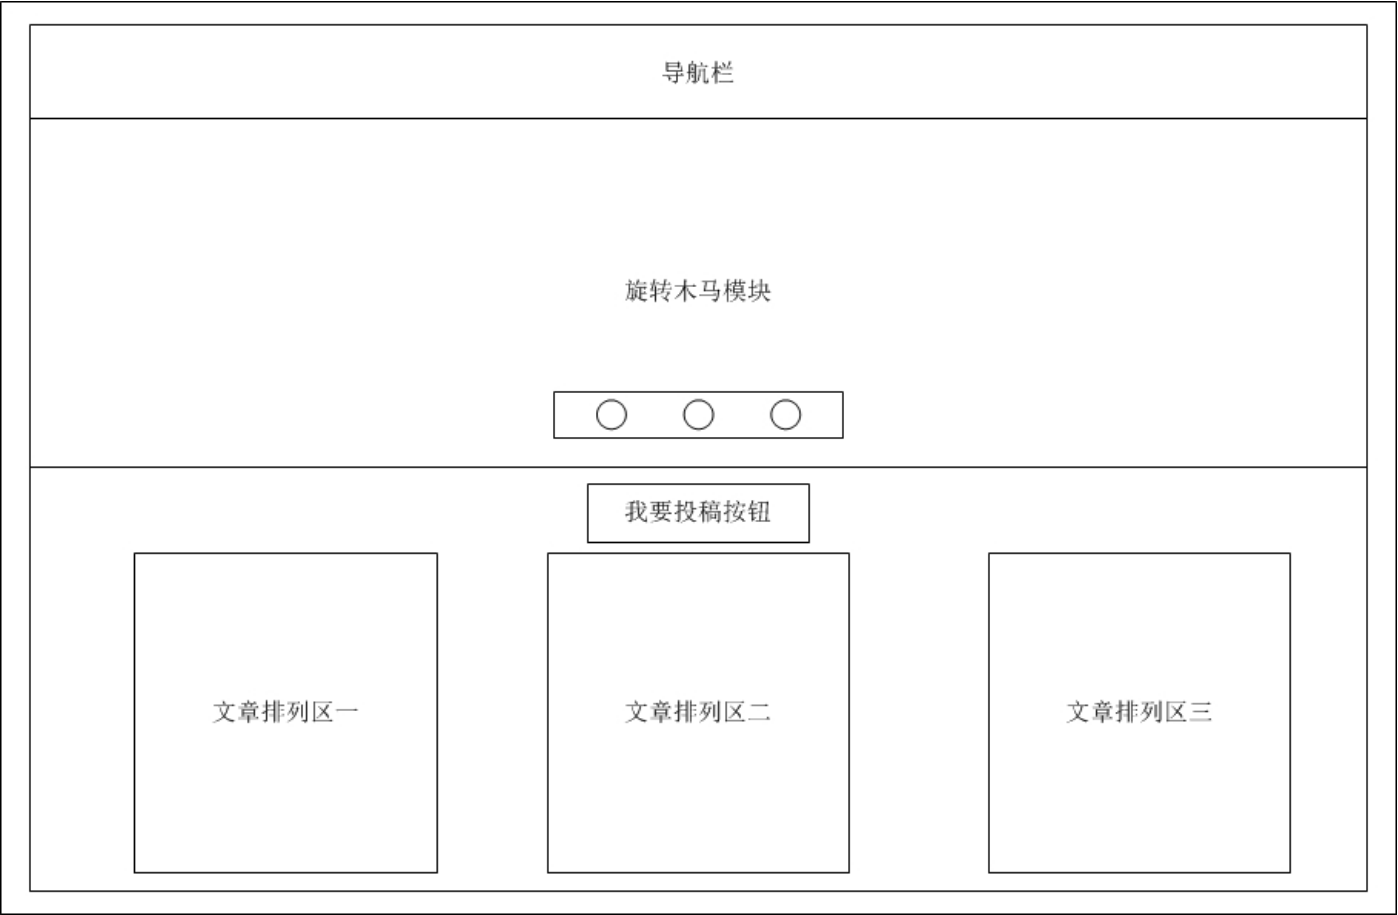 导航栏
旋转木马模块
我要投稿按钮
文章排列区一
文章排列区二
文章排列区三